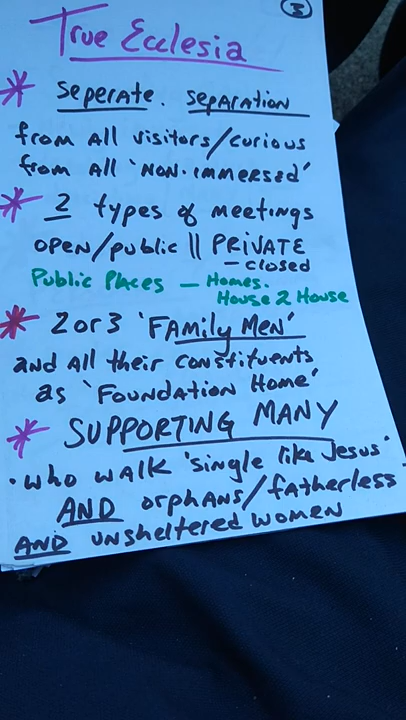 3
True Ecclesia
* Seperate. Separation
from All visitors/curious
from All 'NON-immersed'
* 2 types of meetings
OPEN/public || PRiVATE
– closed
Public Places – Homes.
House 2 House
* 2 or 3 'FAmily MEN'
and All their constituents
as 'Foundation Home'
* SUPPORTING MANY
• who WALK 'single like Jesus'
AND orphans/fatherless
AND unsheltered women